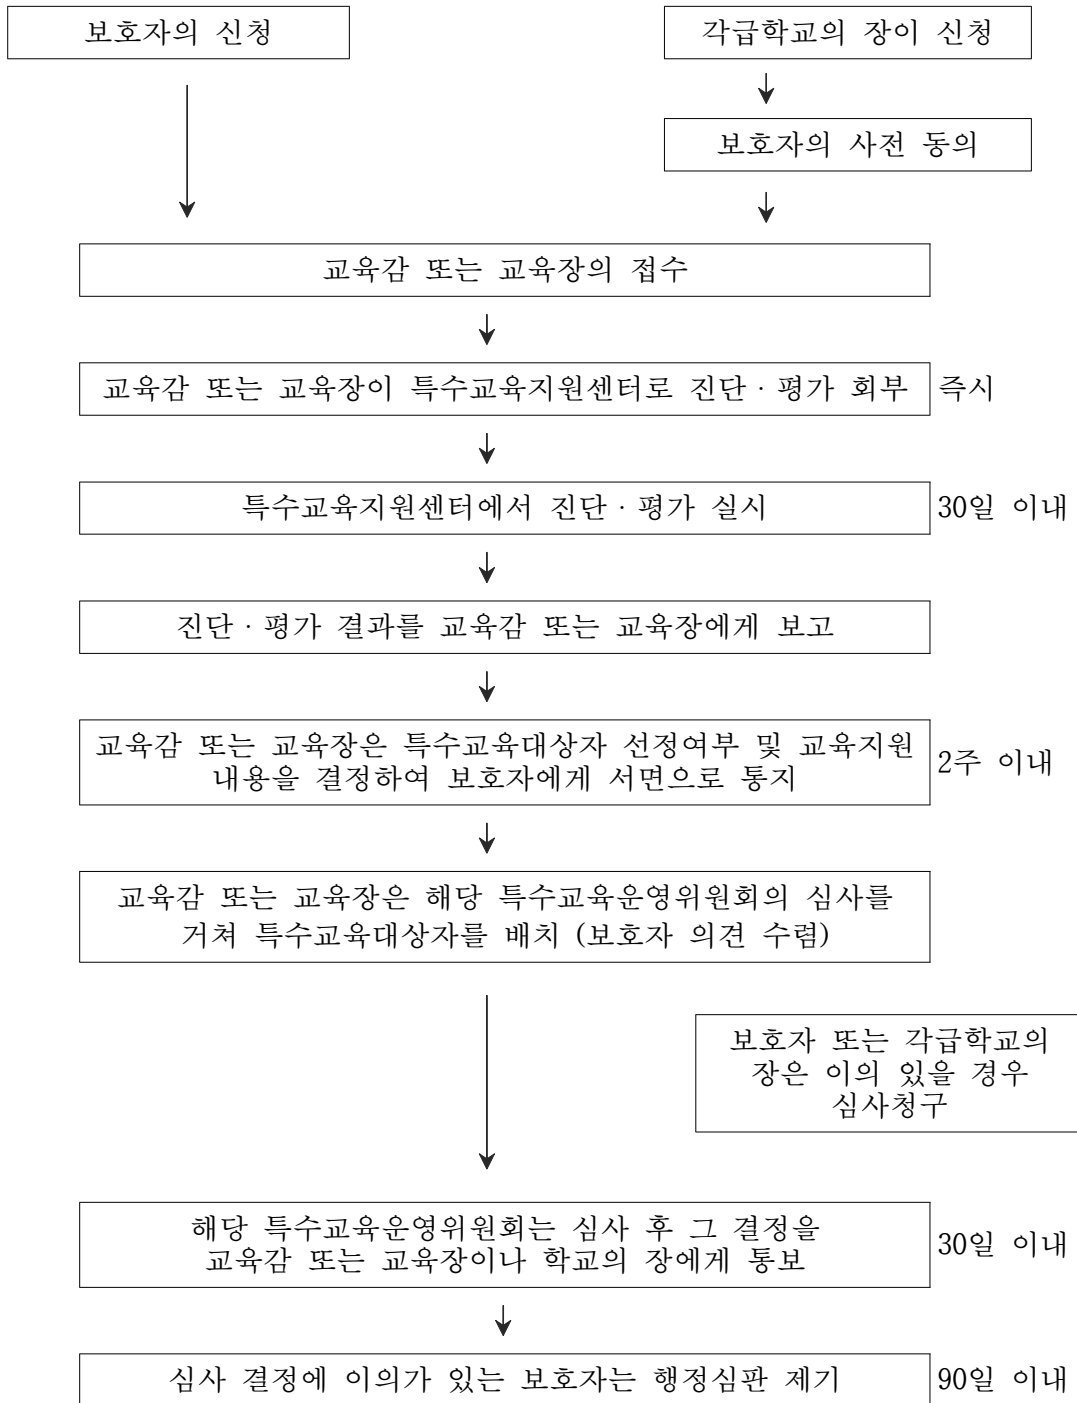 보호자의 신청
각급학교의 장이 신청
보호자의 사전 동의
교육감 또는 교육장의 접수
교육감 또는 교육장이 특수교육지원센터로 진단·평가 회부
즉시
특수교육지원센터에서 진단·평가 실시
30일 이내
진단·평가 결과를 교육감 또는 교육장에게 보고
교육감 또는 교육장은 특수교육대상자 선정여부 및 교육지원
내용을 결정하여 보호자에게 서면으로 통지
2주 이내
교육감 또는 교육장은 해당 특수교육운영위원회의 심사를
거쳐 특수교육대상자를 배치 (보호자 의견 수렴)
보호자 또는 각급학교의
장은 이의 있을 경우
심사청구
해당 특수교육운영위원회는 심사 후 그 결정을
교육감 또는 교육장이나 학교의 장에게 통보
30일 이내
심사 결정에 이의가 있는 보호자는 행정심판 제기
90일 이내